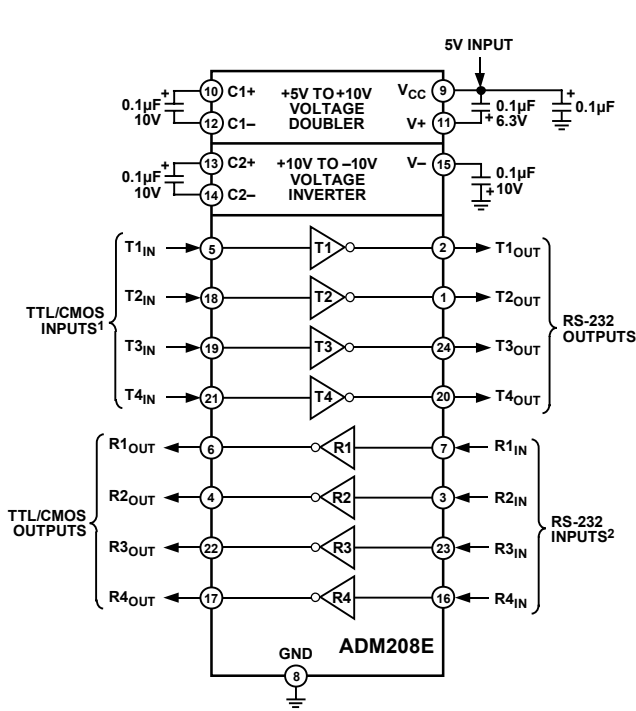 5V INPUT
0.1µF
10V
+
10
C1+
12
C1–
+5V TO +10V
VOLTAGE
DOUBLER
VCC
9
V+
11
0.1µF
+
6.3V
+
0.1µF
0.1µF
10V
+
13
C2+
14
C2–
+10V TO –10V
VOLTAGE
INVERTER
V–
15
0.1µF
+
10V
TTL/CMOS
INPUTS1
T1IN
5
T1
2
T1OUT
T2IN
18
T2
1
T2OUT
T3IN
19
T3
24
T3OUT
T4IN
21
T4
20
T4OUT
RS-232
OUTPUTS
TTL/CMOS
OUTPUTS
R1OUT
6
R1
7
R1IN
R2OUT
4
R2
3
R2IN
R3OUT
22
R3
23
R3IN
R4OUT
17
R4
16
R4IN
RS-232
INPUTS2
GND
8
ADM208E